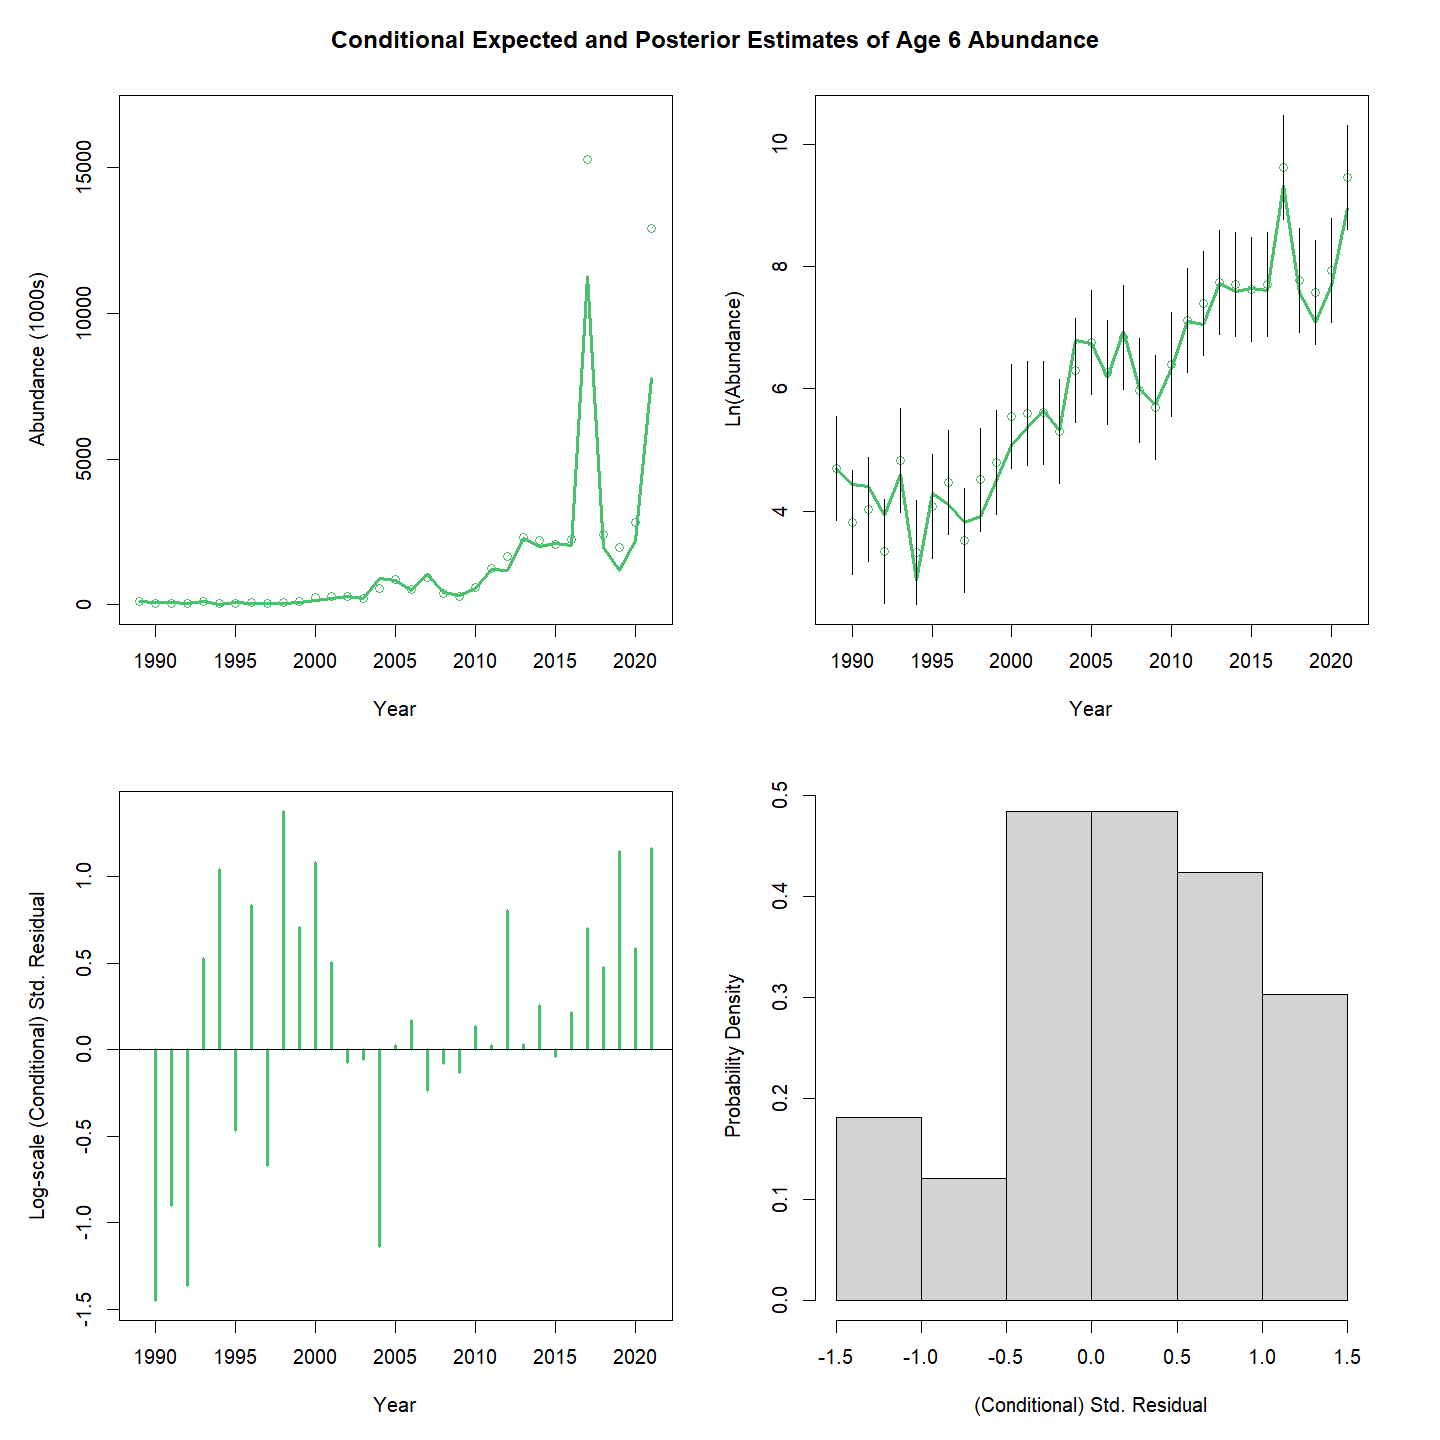 Conditional Expected and Posterior Estimates of Age 6 Abundance
Abundance (1000s)
15000
10000
5000
0
1990 1995 2000 2005 2010 2015 2020
Year
Ln(Abundance)
10
8
6
4
1990 1995 2000 2005 2010 2015 2020
Year
Log-scale (Conditional) Std. Residual
1.0
0.5
0.0
-0.5
-1.0
-1.5
1990 1995 2000 2005 2010 2015 2020
Year
Probability Density
0.5
0.4
0.3
0.2
0.1
0.0
-1.5 -1.0 -0.5 0.0 0.5 1.0 1.5
(Conditional) Std. Residual